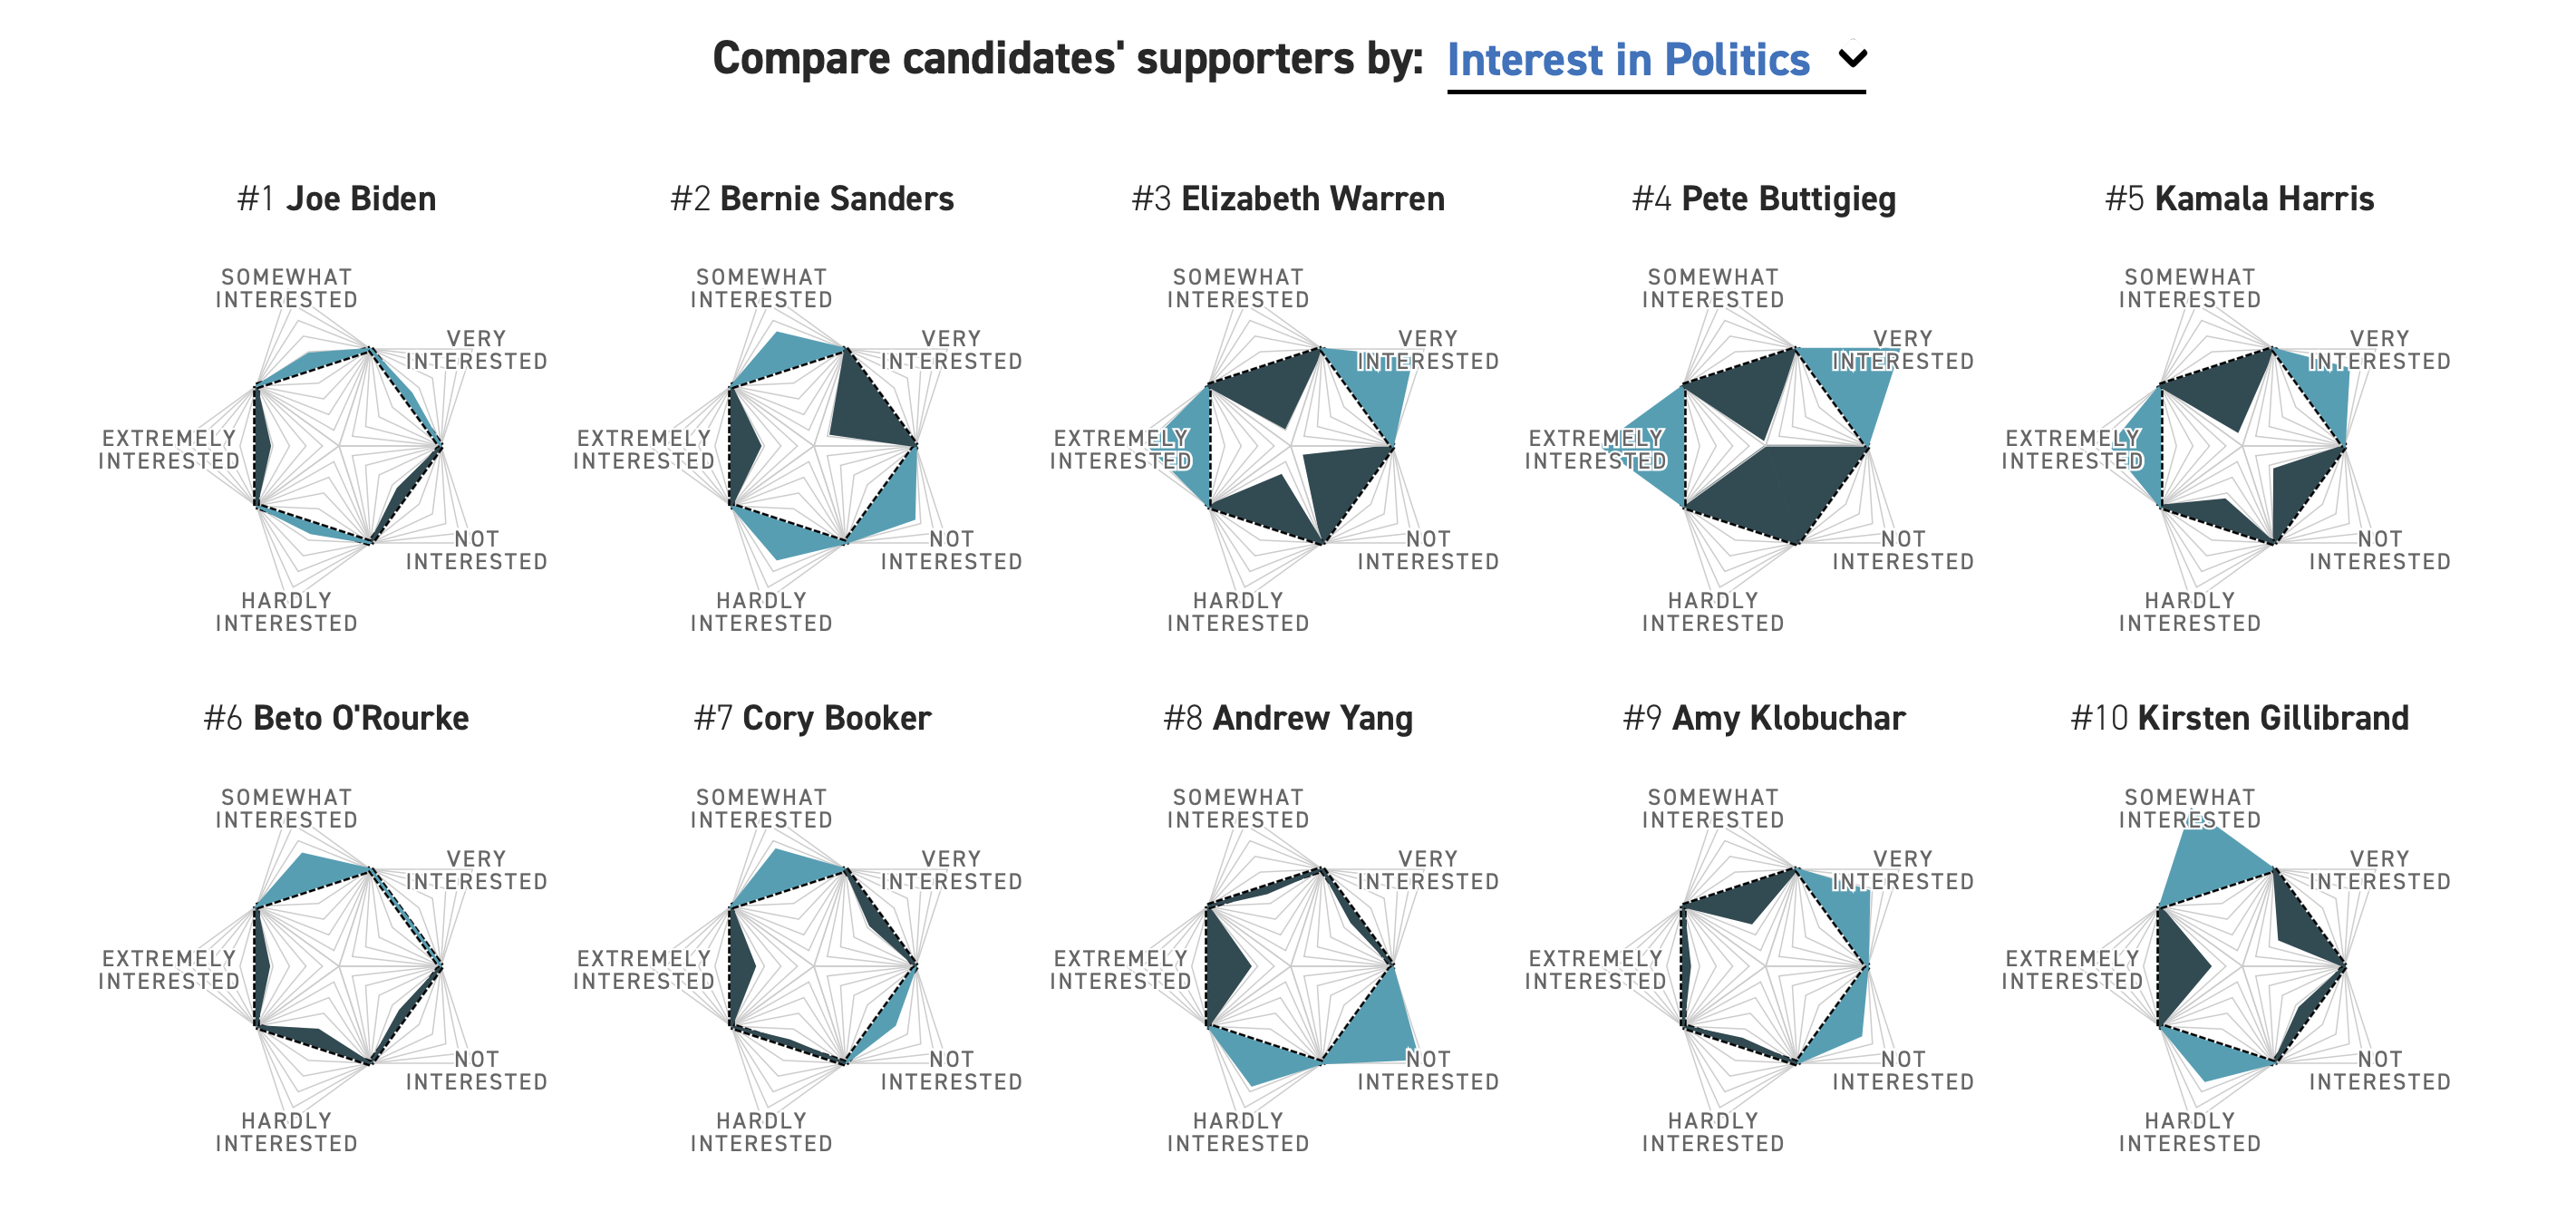 Compare candidates' supporters by: Interest in Politics
#1 Joe Biden
SOMEWHAT
INTERESTED
VERY
INTERESTED
EXTREMELY
INTERESTED
NOT
INTERESTED
HARDLY
INTERESTED
#2 Bernie Sanders
SOMEWHAT
INTERESTED
VERY
INTERESTED
EXTREMELY
INTERESTED
NOT
INTERESTED
HARDLY
INTERESTED
#3 Elizabeth Warren
SOMEWHAT
INTERESTED
VERY
INTERESTED
EXTREMELY
INTERESTED
NOT
INTERESTED
HARDLY
INTERESTED
#4 Pete Buttigieg
SOMEWHAT
INTERESTED
VERY
INTERESTED
EXTREMELY
INTERESTED
NOT
INTERESTED
HARDLY
INTERESTED
#5 Kamala Harris
SOMEWHAT
INTERESTED
VERY
INTERESTED
EXTREMELY
INTERESTED
NOT
INTERESTED
HARDLY
INTERESTED
#6 Beto O'Rourke
SOMEWHAT
INTERESTED
VERY
INTERESTED
EXTREMELY
INTERESTED
NOT
INTERESTED
HARDLY
INTERESTED
#7 Cory Booker
SOMEWHAT
INTERESTED
VERY
INTERESTED
EXTREMELY
INTERESTED
NOT
INTERESTED
HARDLY
INTERESTED
#8 Andrew Yang
SOMEWHAT
INTERESTED
VERY
INTERESTED
EXTREMELY
INTERESTED
NOT
INTERESTED
HARDLY
INTERESTED
#9 Amy Klobuchar
SOMEWHAT
INTERESTED
VERY
INTERESTED
EXTREMELY
INTERESTED
NOT
INTERESTED
HARDLY
INTERESTED
#10 Kirsten Gillibrand
SOMEWHAT
INTERESTED
VERY
INTERESTED
EXTREMELY
INTERESTED
NOT
INTERESTED
HARDLY
INTERESTED